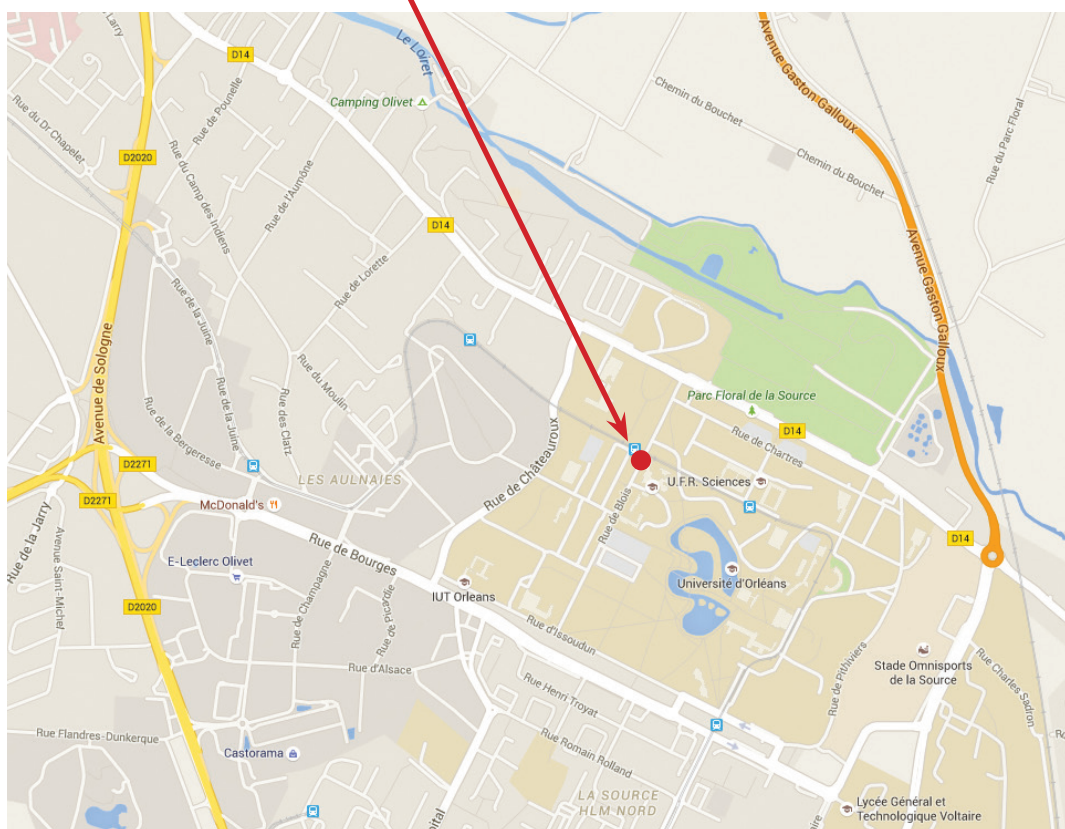 Larry
D14
Le Loiret
Avenue Gaston Galloux
Rue de Pounelle
Camping Olivet
Chemin du Bouchet
Rue du Parc Floral
Rue du Dr Chapelet
D2020
Rue du Camp des Indiens
Rue de l'Aumône
Chemin du Bouchet
D14
Avenue Gaston Galloux
Rue de Lorette
Rue de la Juine
Avenue de Sologne
Rue du Moulin
Rue des Clatz
Rue de la Juine
Rue de la Bergeresse
Parc Floral de la Source
D14
Rue de Chartres
Rue de Châteauroux
D2271
D2271
LES AULNAIES
McDonald's
U.F.R. Sciences
Rue de Blois
Rue de la Jarry
Avenue Saint-Michel
Rue de Bourges
D14
E-Leclerc Olivet
Rue de Champagne
Rue de Picardie
IUT Orleans
Université d'Orléans
D2020
Rue d'Issoudun
Rue d'Alsace
Rue Henri Troyat
Rue de Pithiviers
Stade Omnisports
de la Source
Rue Charles Sadron
Rue Flandres-Dunkerque
Rue Romain Rolland
Castorama
LA SOURCE
HLM NORD
Lycée Général et
Technologique Voltaire